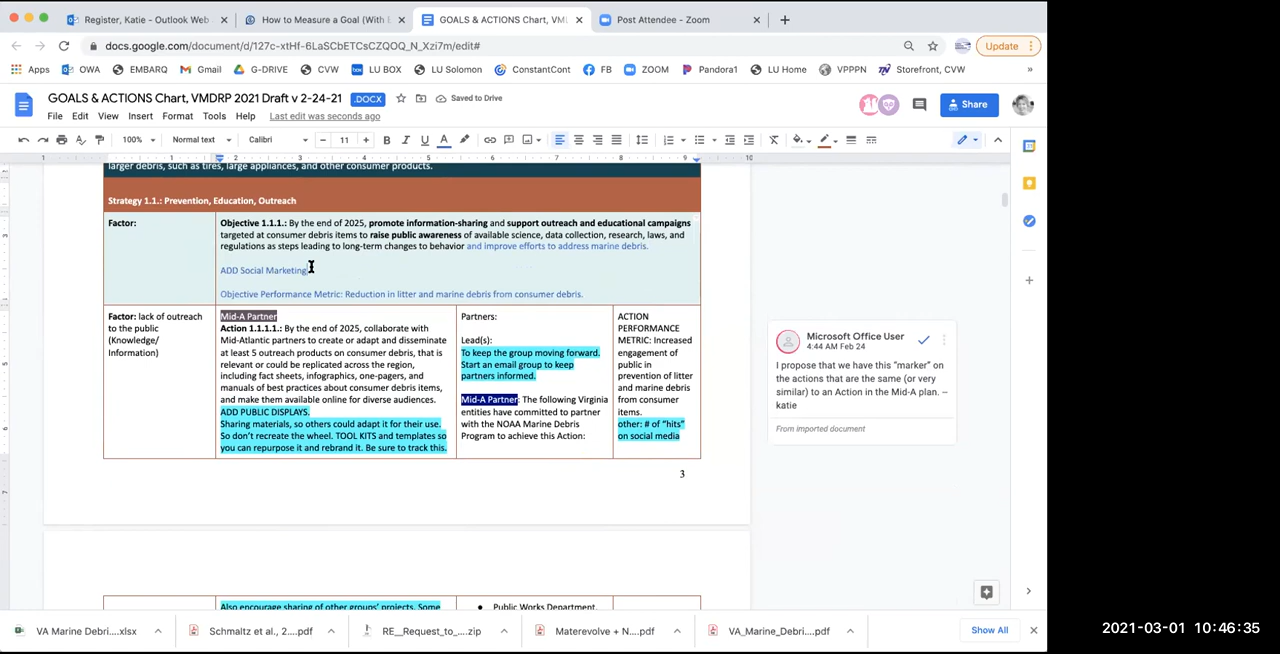 Register, Katie - Outlook Web
How to Measure a Goal (With E
GOALS & ACTIONS Chart, VM
Post Attendee - Zoom
docs.google.com/document/d/127c-xtHf-6LaSCbETCsCZQOQ_N_Xzi7m/edit#
Update
Apps OWA EMBARQ Gmail G-DRIVE CVW LU BOX LU Solomon ConstantCont FB ZOOM Pandora1 LU Home VPPPN Storefront, CVW »
GOALS & ACTIONS Chart, VMDRP 2021 Draft v 2-24-21 .DOCX Saved to Drive
File Edit View Insert Format Tools Help Last edit was seconds ago
Share
100% Normal text Calibri 11 B I U A
1 1 2 3 4 5 6 7 8 9 10
larger debris, such as tires, large appliances, and other consumer products.
Strategy 1.1.: Prevention, Education, Outreach
Factor:
Objective 1.1.1.: By the end of 2025, promote information-sharing and support outreach and educational campaigns
targeted at consumer debris items to raise public awareness of available science, data collection, research, laws, and
regulations as steps leading to long-term changes to behavior and improve efforts to address marine debris.
ADD Social Marketing
Objective Performance Metric: Reduction in litter and marine debris from consumer debris.
Factor: lack of outreach
to the public
(Knowledge/
Information)
Mid-A Partner
Action 1.1.1.1.: By the end of 2025, collaborate with
Mid-Atlantic partners to create or adapt and disseminate
at least 5 outreach products on consumer debris, that is
relevant or could be replicated across the region,
including fact sheets, infographics, one-pagers, and
manuals of best practices about consumer debris items,
and make them available online for diverse audiences.
ADD PUBLIC DISPLAYS.
Sharing materials, so others could adapt it for their use.
So don't recreate the wheel. TOOL KITS and templates so
you can repurpose it and rebrand it. Be sure to track this.
Partners:
Lead(s):
To keep the group moving forward.
Start an email group to keep
partners informed.
Mid-A Partner: The following Virginia
entities have committed to partner
with the NOAA Marine Debris
Program to achieve this Action:
ACTION
PERFORMANCE
METRIC: Increased
engagement of
public in
prevention of litter
and marine debris
from consumer
items.
other: # of "hits"
on social media
3
Microsoft Office User
4:44 AM Feb 24
I propose that we have this "marker" on
the actions that are the same (or very
similar) to an Action in the Mid-A plan. --
katie
From imported document
Also encourage sharing of other groups' projects. Some
● Public Works Department,
VA Marine Debri....xlsx
Schmaltz et al., 2....pdf
RE__Request_to_....zip
Materevolve + N....pdf
VA_Marine_Debri....pdf
Show All
2021-03-01 10:46:35